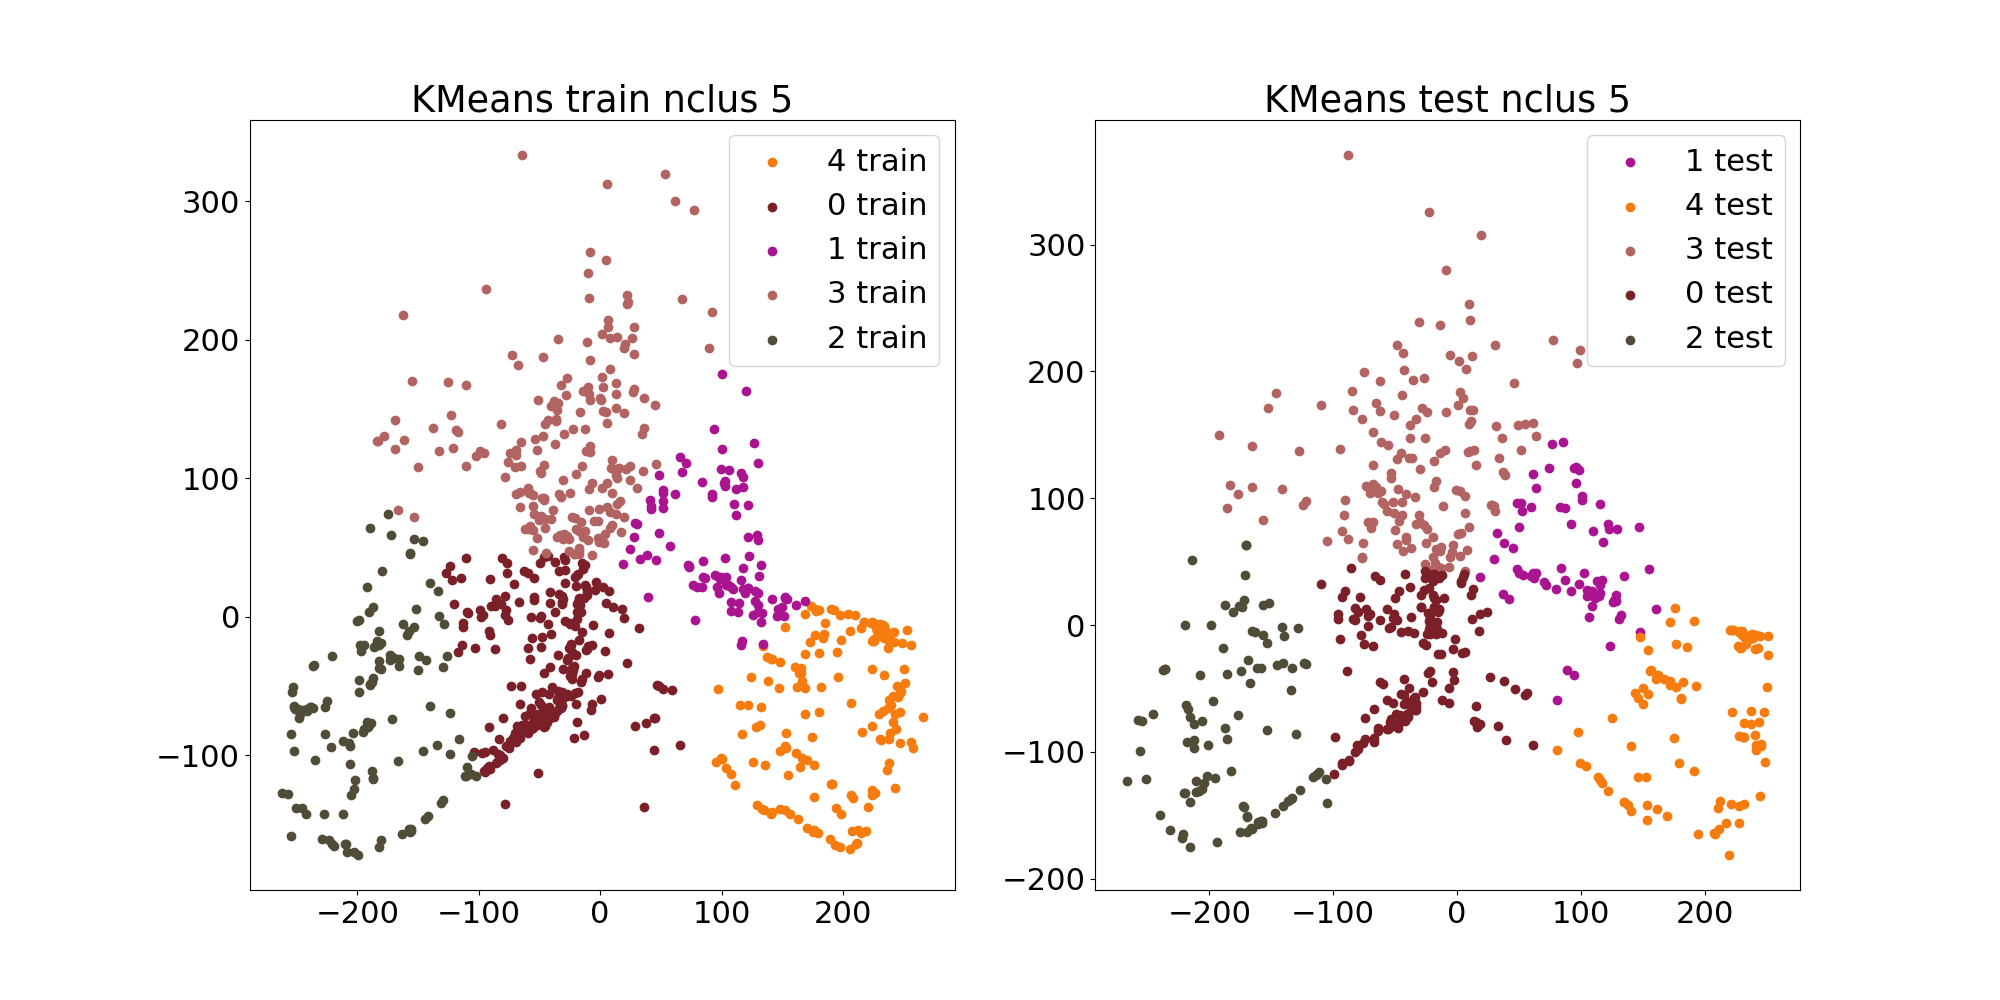 KMeans train nclus 5
4 train
0 train
1 train
3 train
2 train
300
200
100
0
−100
−200 −100 0 100 200
KMeans test nclus 5
1 test
4 test
3 test
0 test
2 test
300
200
100
0
−100
−200
−200 −100 0 100 200